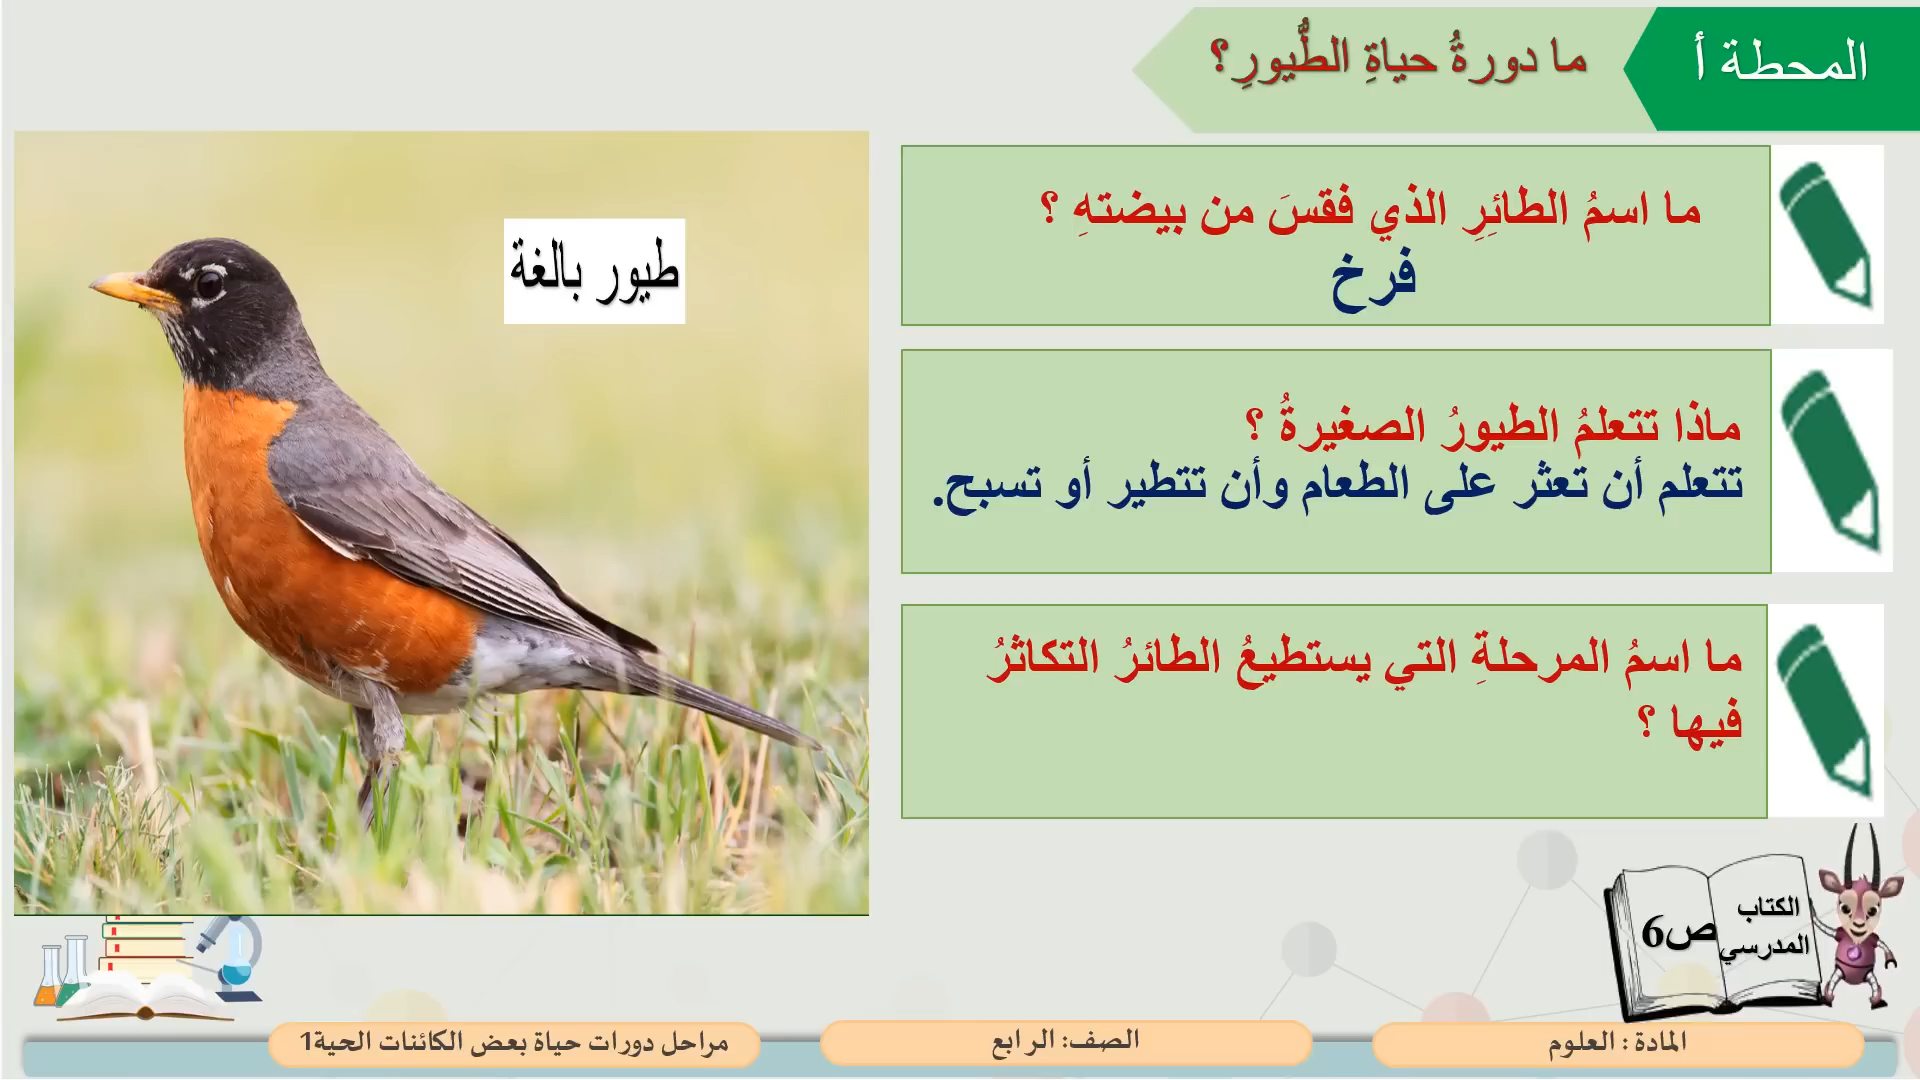 المحطة أ
ما دورةُ حياةِ الطُّيورِ؟
ما اسمُ الطائِرِ الذي فقسَ من بيضتهِ ؟
فرخ
ماذا تتعلمُ الطيورُ الصغيرةُ ؟
تتعلم أن تعثر على الطعام وأن تتطير أو تسبح.
ما اسمُ المرحلةِ التي يستطيعُ الطائرُ التكاثرُ
فيها ؟
طيور بالغة
الكتاب
المدرسي
ص6
المادة : العلوم
الصف: الرابع
مراحل دورات حياة بعض الكائنات الحية1